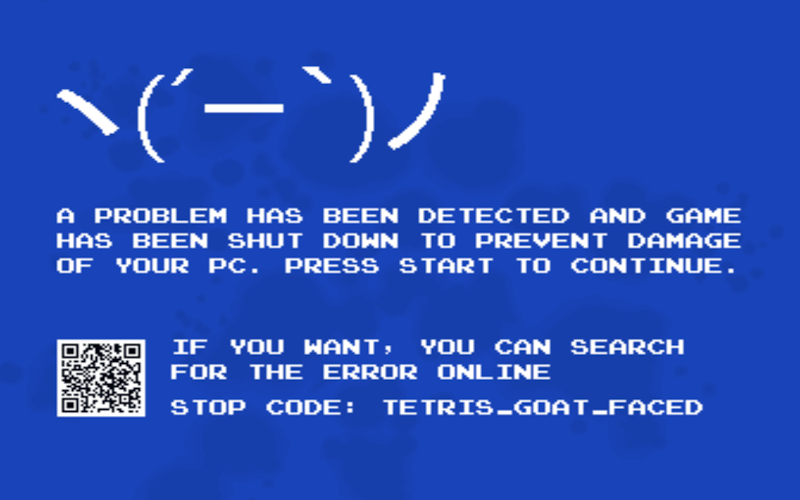 ヽ(´ー`)ノ
A PROBLEM HAS BEEN DETECTED AND GAME
HAS BEEN SHUT DOWN TO PREVENT DAMAGE
OF YOUR PC. PRESS START TO CONTINUE.
IF YOU WANT, YOU CAN SEARCH
FOR THE ERROR ONLINE
STOP CODE: TETRIS_GOAT_FACED